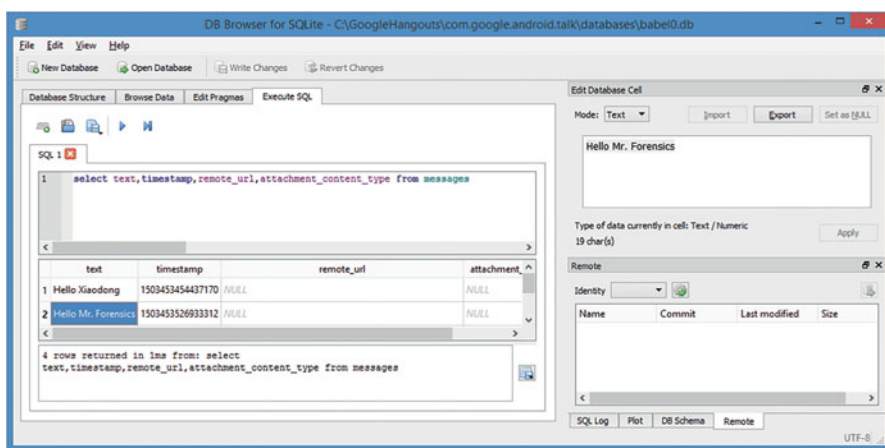 DB Browser for SQLite - C:\GoogleHangouts\com.google.android.talk\databases\babel0.db
File Edit View Help
New Database Open Database Write Changes Revert Changes
Database Structure Browse Data Edit Pragmas Execute SQL
SQL 1
1 select text,timestamp,remote_url,attachment_content_type from messages
text timestamp remote_url attachment_
1 Hello Xiaodong 1503453454437170 NULL NULL
2 Hello Mr. Forensics 1503453526933312 NULL NULL
4 rows returned in 1ms from: select
text,timestamp,remote_url,attachment_content_type from messages
Edit Database Cell
Mode: Text Import Export Set as NULL
Hello Mr. Forensics
Type of data currently in cell: Text / Numeric
19 char(s)
Apply
Remote
Identity
Name Commit Last modified Size
SQL Log Plot DB Schema Remote
UTF-8